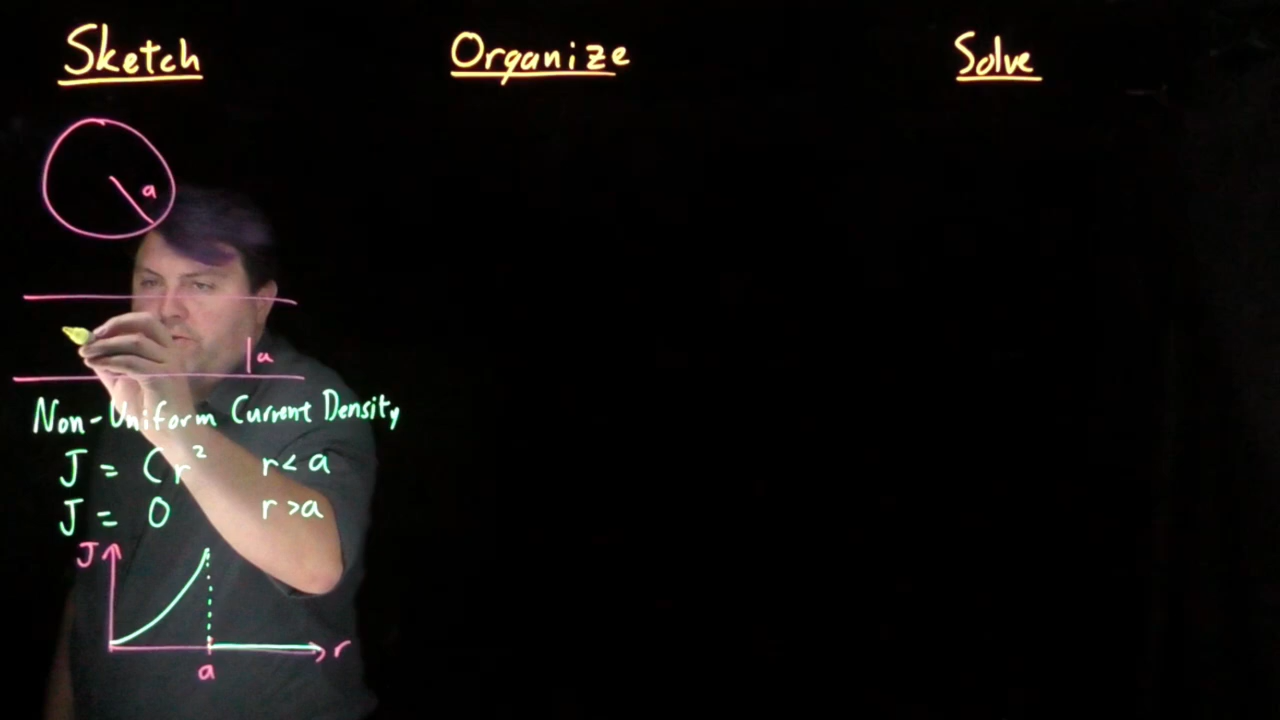 Sketch Organize Solve
a
a
Non-Uniform Current Density
J = Cr² r < a
J = 0 r > a
J
r
a